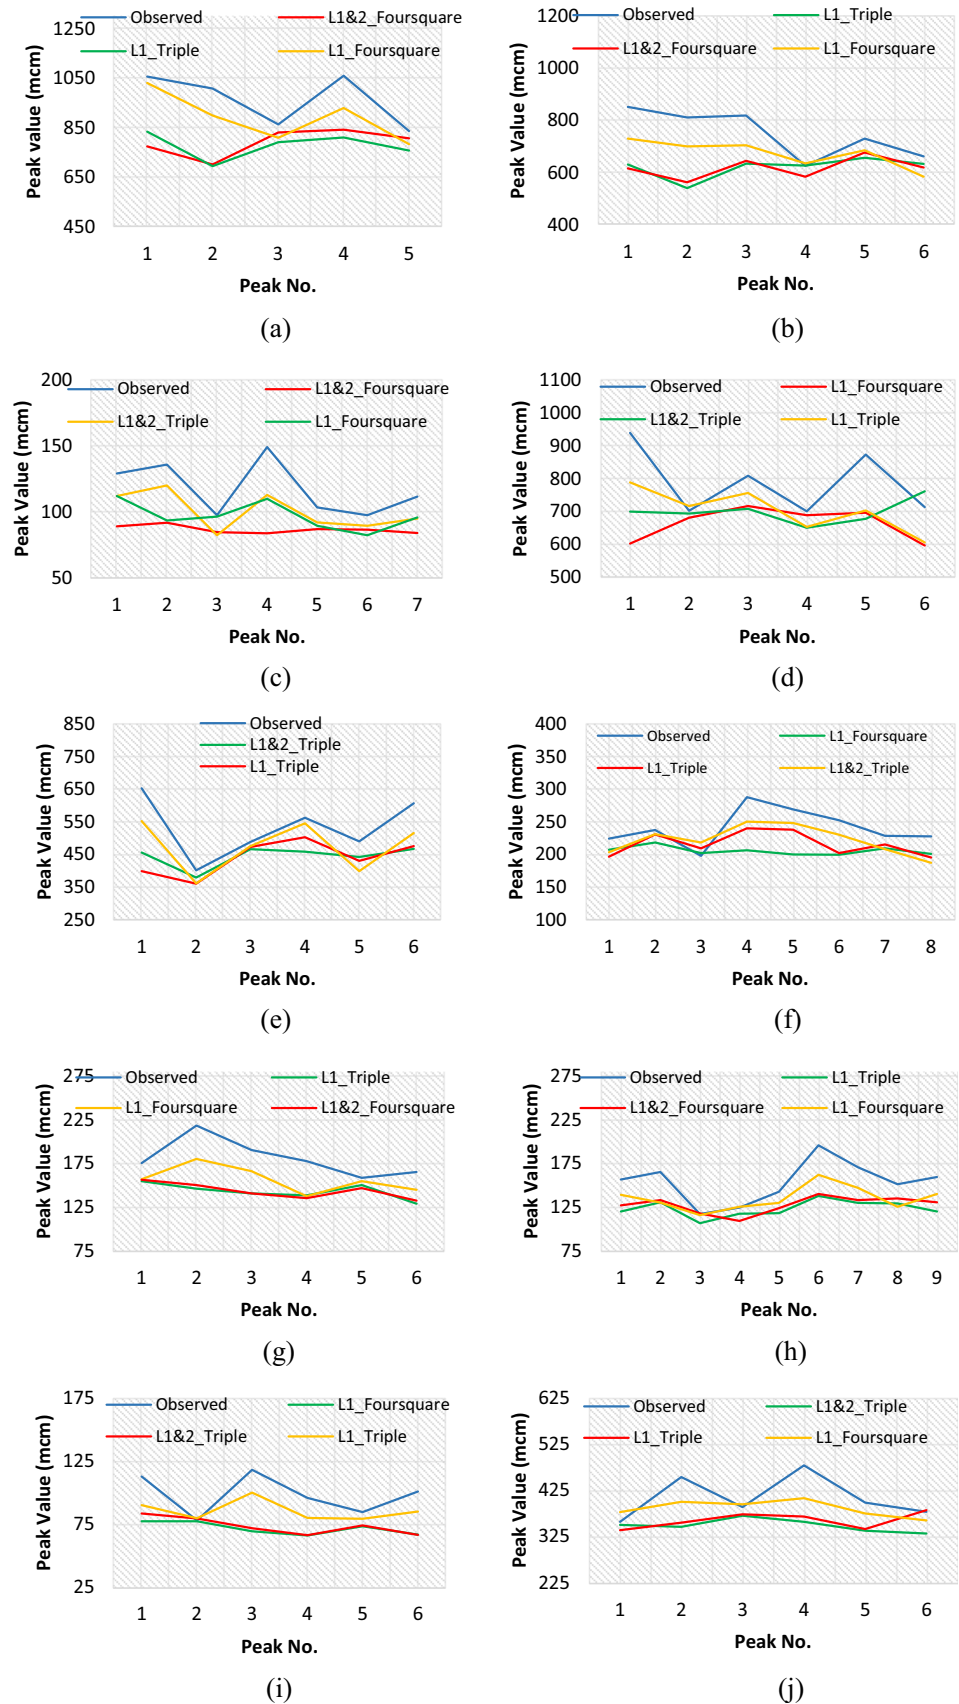 Observed
L1&2_Foursquare
L1_Triple
L1_Foursquare
Peak Value (mcm)
1250
1050
850
650
450
1 2 3 4 5
Peak No.
(a)
Observed
L1_Triple
L1&2_Foursquare
L1_Foursquare
Peak value (mcm)
1200
1000
800
600
400
1 2 3 4 5 6
Peak No.
(b)
Observed
L1&2_Foursquare
L1&2_Triple
L1_Foursquare
Peak Value (mcm)
200
150
100
50
1 2 3 4 5 6 7
Peak No.
(c)
Observed
L1_Foursquare
L1&2_Triple
L1_Triple
Peak Value (mcm)
1100
1000
900
800
700
600
500
1 2 3 4 5 6
Peak No.
(d)
Observed
L1&2_Triple
L1_Triple
Peak Value (mcm)
850
750
650
550
450
350
250
1 2 3 4 5 6
Peak No.
(e)
Observed
L1_Foursquare
L1_Triple
L1&2_Triple
Peak Value (mcm)
400
350
300
250
200
150
100
1 2 3 4 5 6 7 8
Peak No.
(f)
Observed
L1_Triple
L1_Foursquare
L1&2_Foursquare
Peak Value (mcm)
275
225
175
125
75
1 2 3 4 5 6
Peak No.
(g)
Observed
L1_Triple
L1&2_Foursquare
L1_Foursquare
Peak Value (mcm)
275
225
175
125
75
1 2 3 4 5 6 7 8 9
Peak No.
(h)
Observed
L1_Foursquare
L1&2_Triple
L1_Triple
Peak Value (mcm)
175
125
75
25
1 2 3 4 5 6
Peak No.
(i)
Observed
L1&2_Triple
L1_Triple
L1_Foursquare
Peak Value (mcm)
625
525
425
325
225
1 2 3 4 5 6
Peak No.
(j)